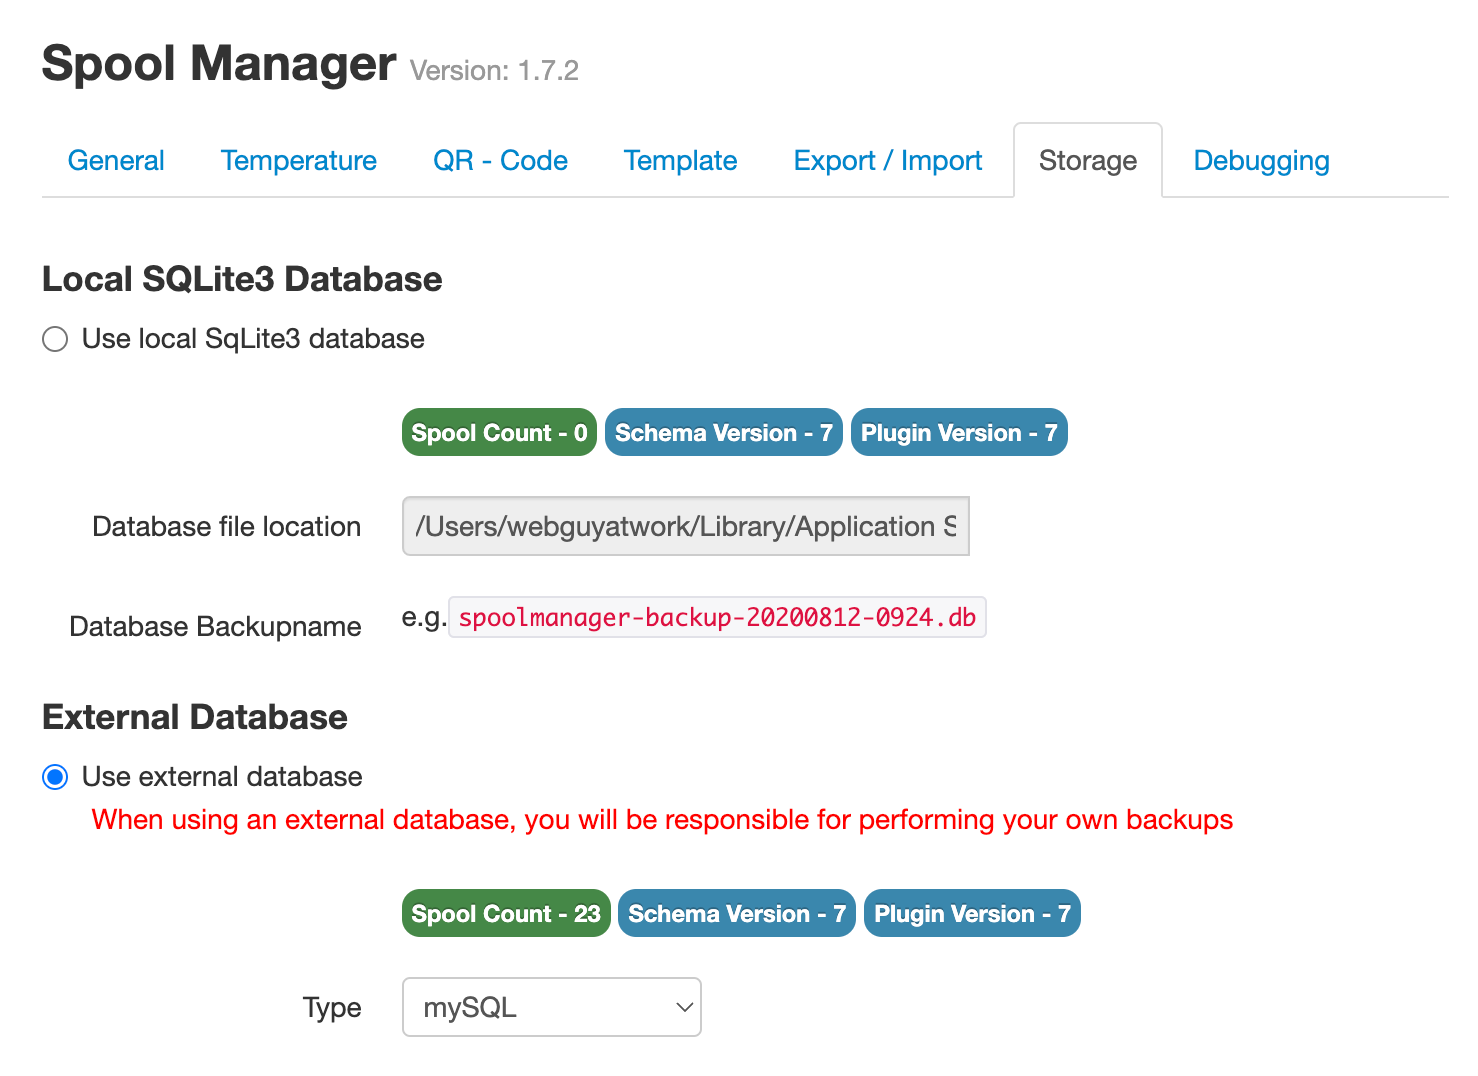 Spool Manager Version: 1.7.2
General Temperature QR - Code Template Export / Import Storage Debugging
Local SQLite3 Database
Use local SqLite3 database
Spool Count - 0 Schema Version - 7 Plugin Version - 7
Database file location /Users/webguyatwork/Library/Application S
Database Backupname e.g. spoolmanager-backup-20200812-0924.db
External Database
Use external database
When using an external database, you will be responsible for performing your own backups
Spool Count - 23 Schema Version - 7 Plugin Version - 7
Type mySQL